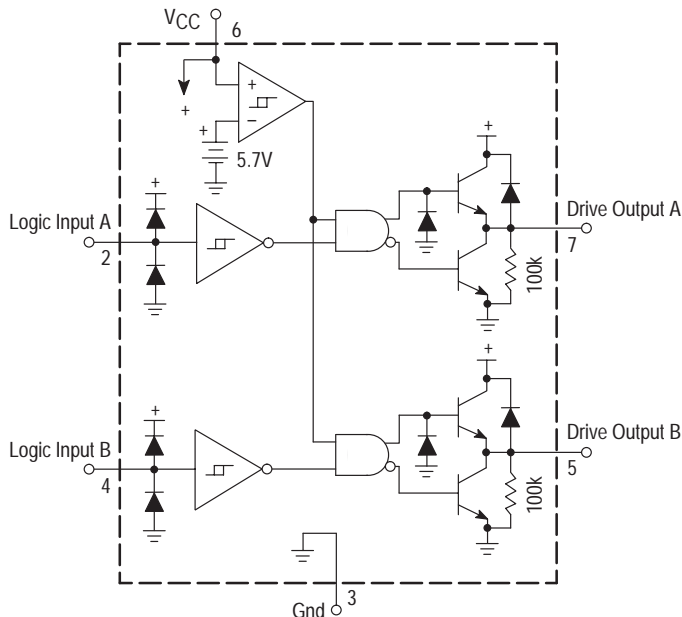 VCC
6
+
+
−
+
5.7V
+
+
Logic Input A
2
Drive Output A
7
100k
+
+
Logic Input B
4
Drive Output B
5
100k
3
Gnd